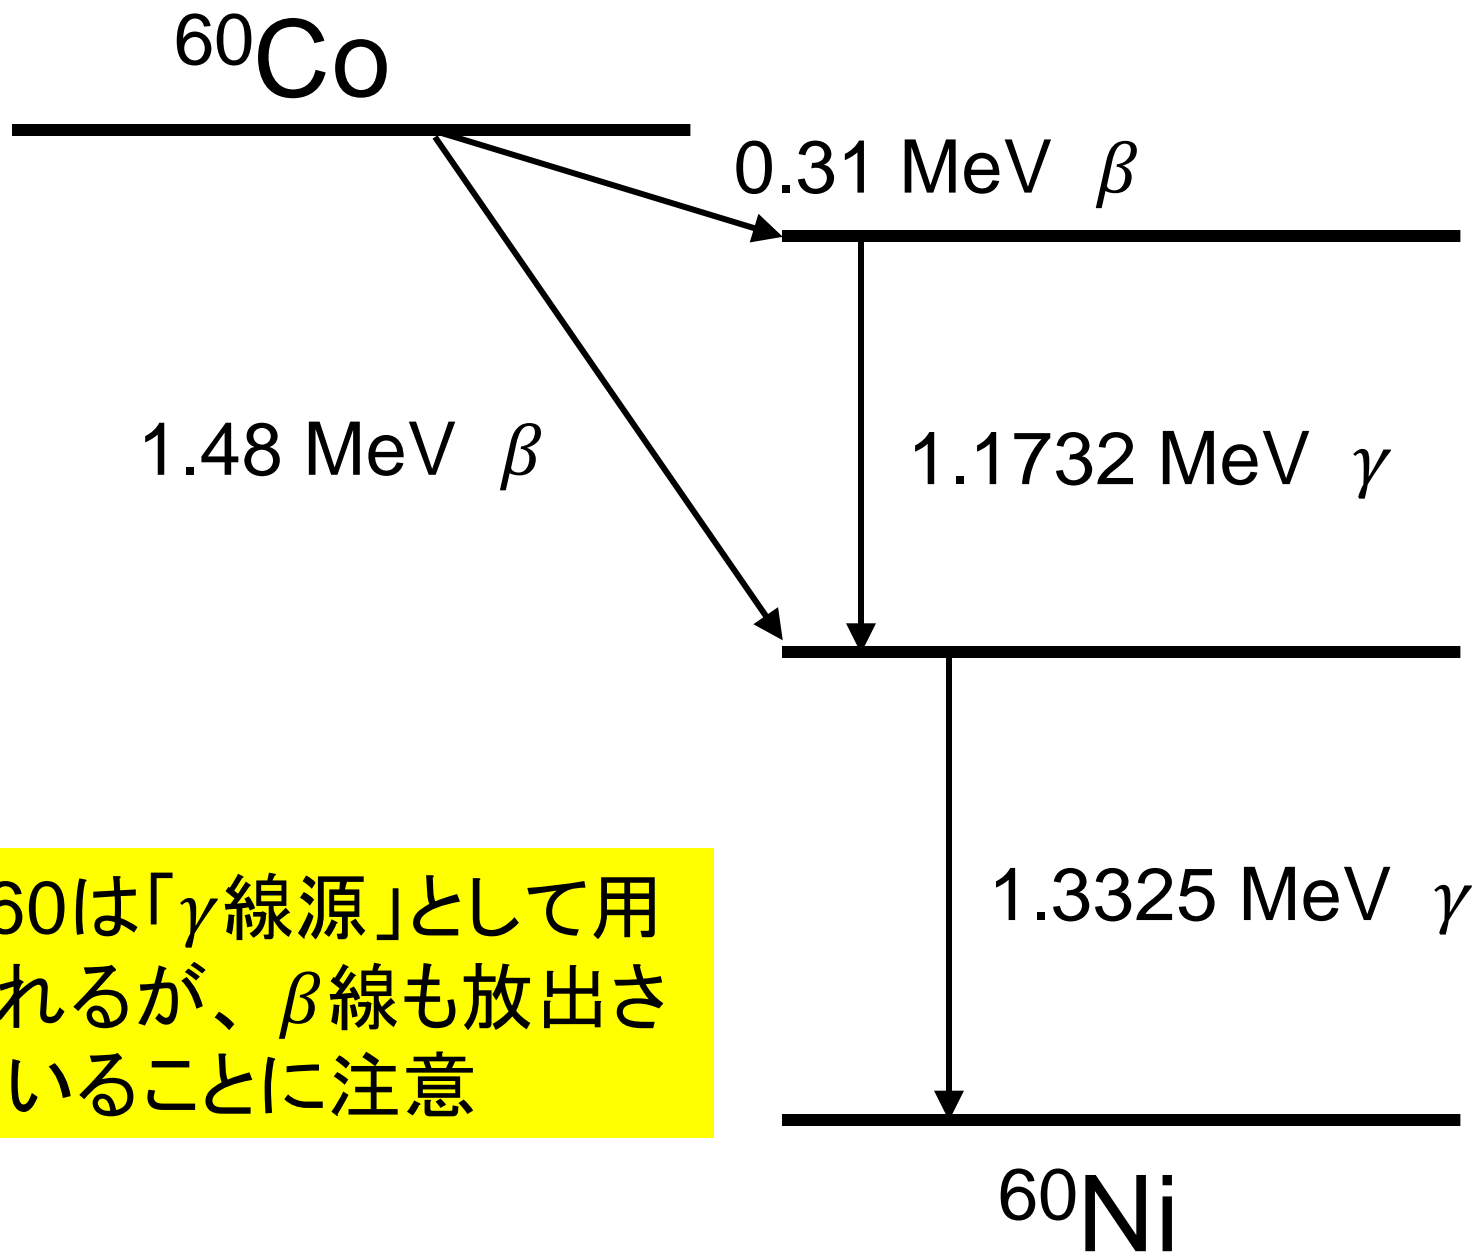 ⁶⁰Co
0.31 MeV β
1.48 MeV β
1.1732 MeV γ
1.3325 MeV γ
60は「γ線源」として用
れるが、β線も放出さ
いることに注意
⁶⁰Ni